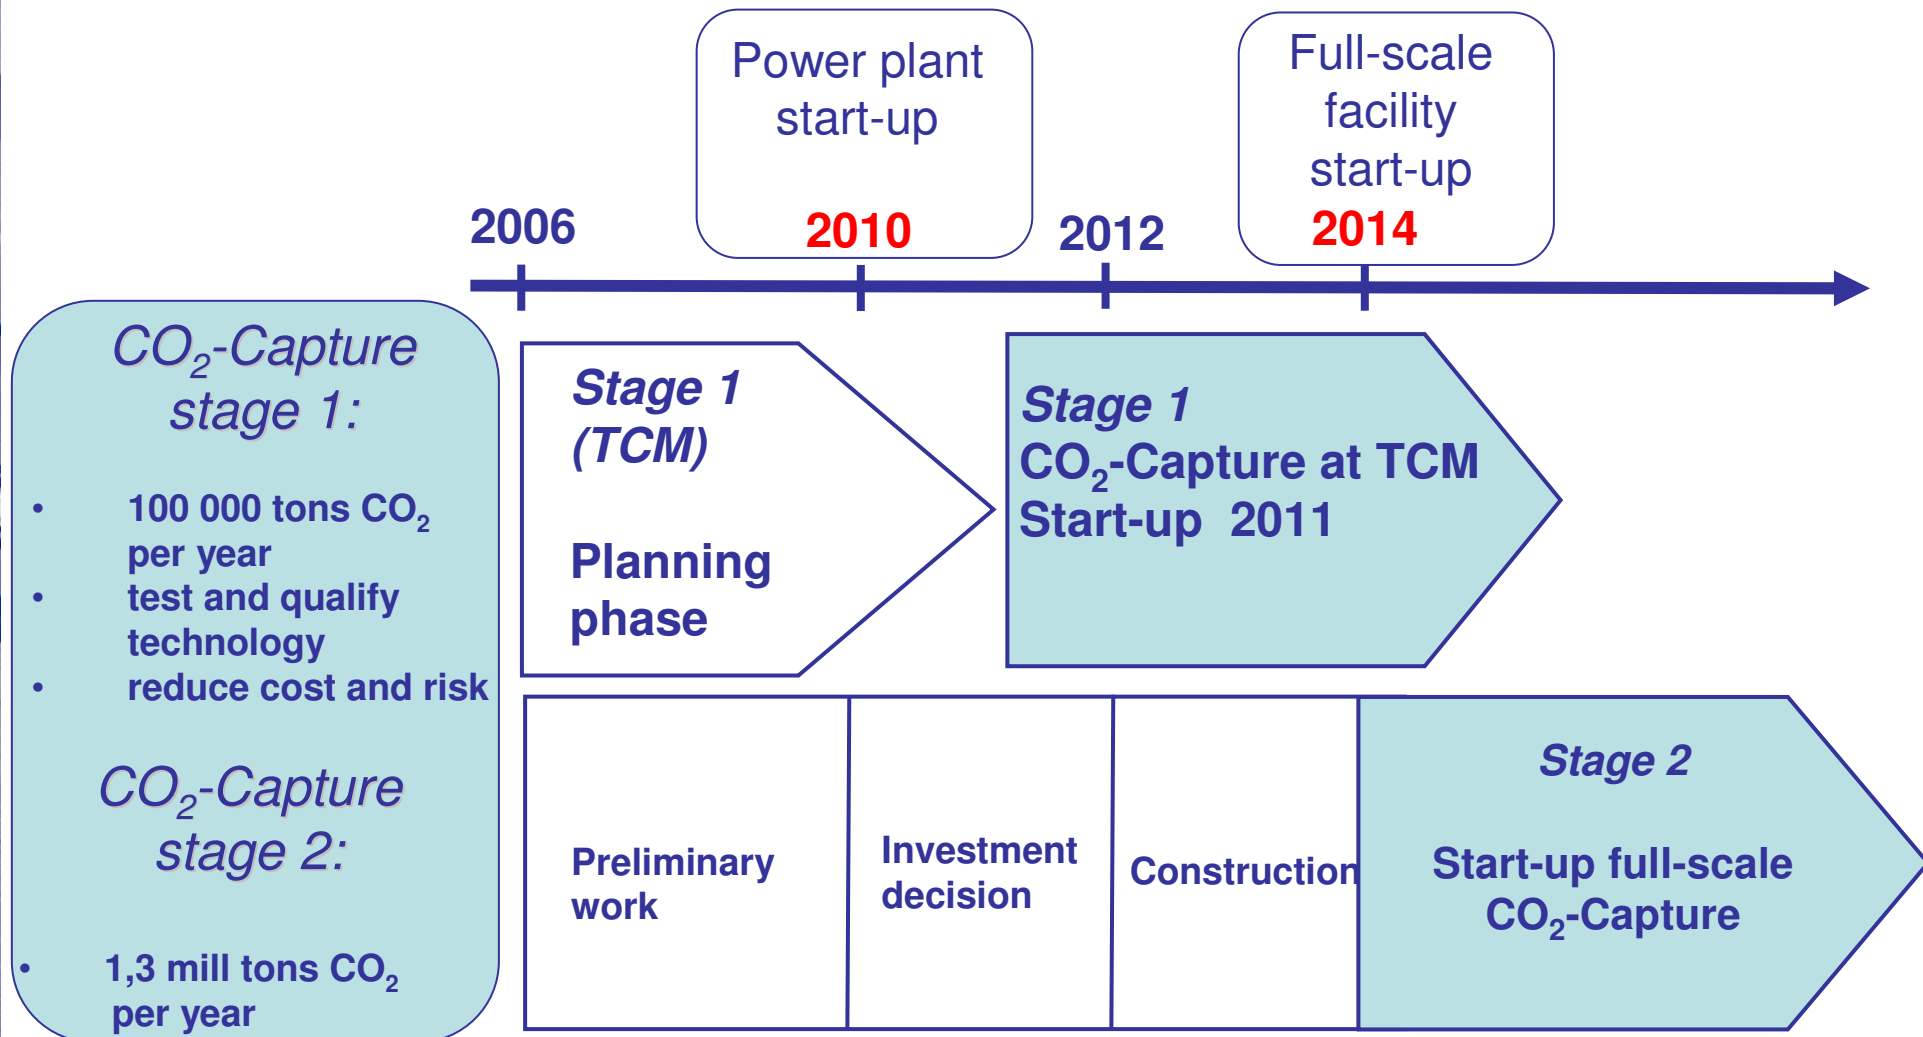 Power plant
start-up
2010
Full-scale
facility
start-up
2014
2006
2012
CO₂-Capture
stage 1:
• 100 000 tons CO₂
per year
• test and qualify
technology
• reduce cost and risk
CO₂-Capture
stage 2:
• 1,3 mill tons CO₂
per year
Stage 1
(TCM)
Planning
phase
Stage 1
CO₂-Capture at TCM
Start-up 2011
Preliminary
work
Investment
decision
Construction
Stage 2
Start-up full-scale
CO₂-Capture